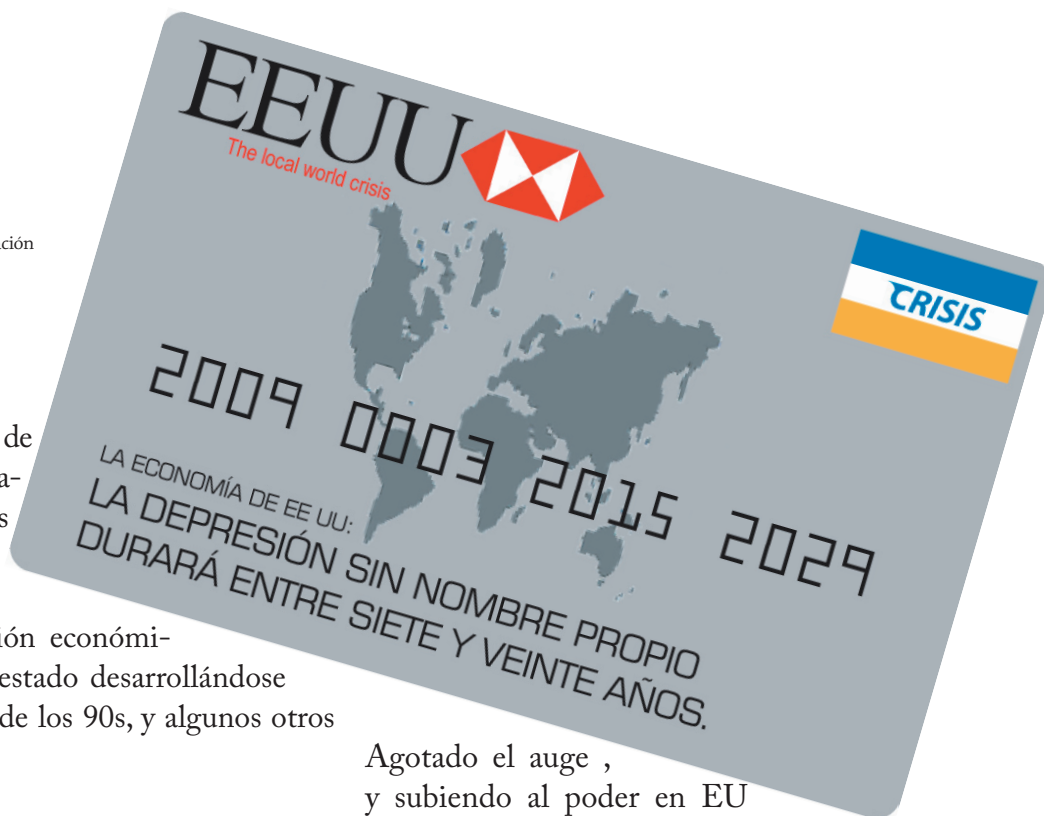 EEUU
The local world crisis
CRISIS
2009 0003 2015 2029
LA ECONOMÍA DE EE UU:
LA DEPRESIÓN SIN NOMBRE PROPIO
DURARÁ ENTRE SIETE Y VEINTE AÑOS.
de
económi-
estado desarrollándose
de los 90s, y algunos otros
Agotado el auge ,
y subiendo al poder en EU